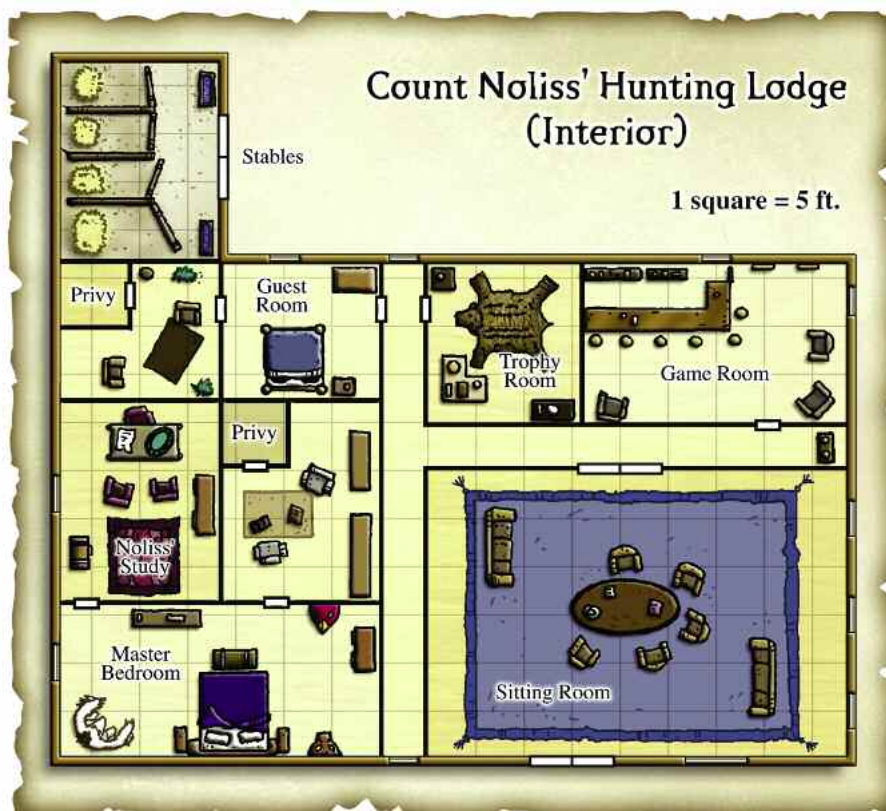 Count Noliss' Hunting Lodge
(Interior)
1 square = 5 ft.
Stables
Privy
Guest
Room
Trophy
Room
Game Room
Privy
Noliss'
Study
Master
Bedroom
Sitting Room